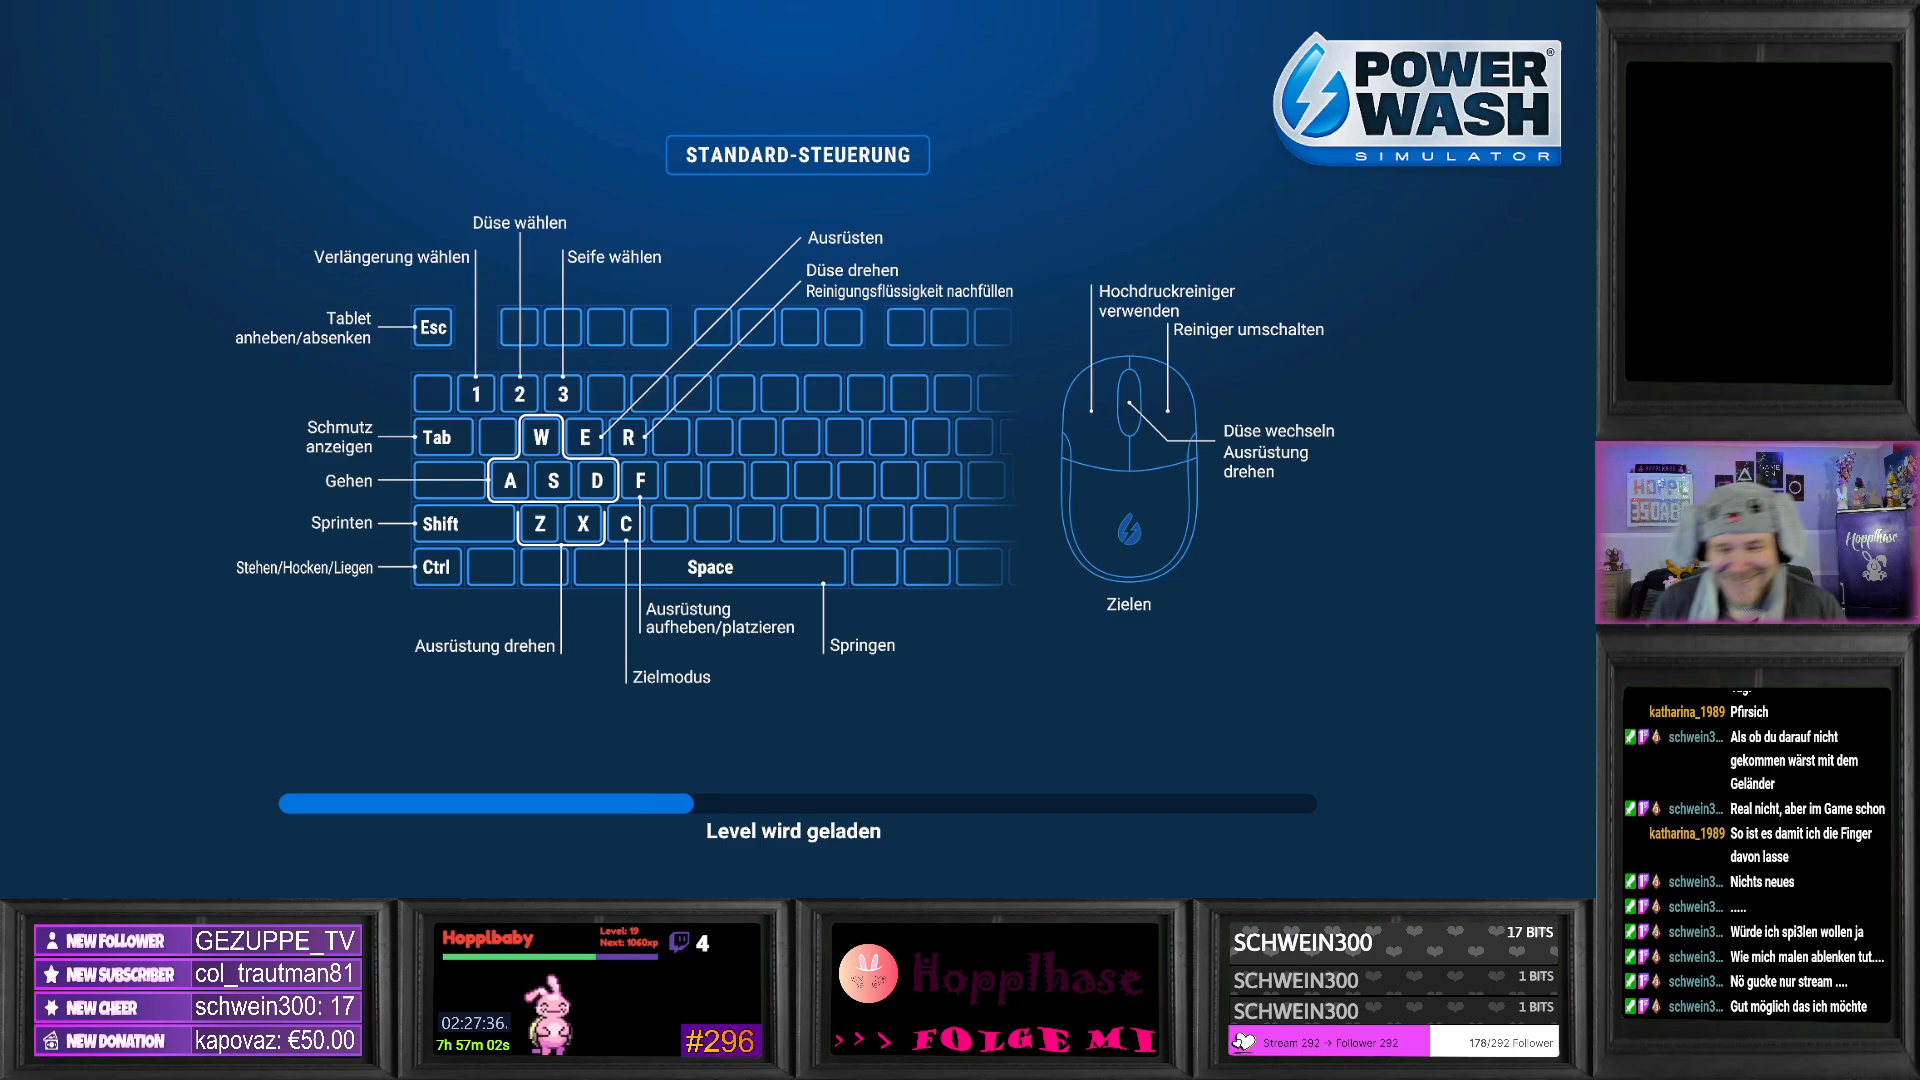 POWER
WASH
SIMULATOR
STANDARD-STEUERUNG
Düse wählen
Verlängerung wählen
Seife wählen
Ausrüsten
Düse drehen
Reinigungsflüssigkeit nachfüllen
Tablet
anheben/absenken
Esc
1 2 3
Schmutz
anzeigen
Tab W E R
Gehen
A S D F
Sprinten
Shift Z X C
Stehen/Hocken/Liegen
Ctrl Space
Ausrüstung
aufheben/platzieren
Ausrüstung drehen
Springen
Zielmodus
Hochdruckreiniger
verwenden
Reiniger umschalten
Düse wechseln
Ausrüstung
drehen
Zielen
Level wird geladen
Hopplhase
katharina_1989 Pfirsich
schwein3... Als ob du darauf nicht
gekommen wärst mit dem
Geländer
schwein3... Real nicht, aber im Game schon
katharina_1989 So ist es damit ich die Finger
davon lasse
schwein3... Nichts neues
schwein3... .....
schwein3... Würde ich spi3len wollen ja
schwein3... Wie mich malen ablenken tut....
schwein3... Nö gucke nur stream ....
schwein3... Gut möglich das ich möchte
NEW FOLLOWER GEZUPPE_TV
NEW SUBSCRIBER col_trautman81
NEW CHEER schwein300: 17
NEW DONATION kapovaz: €50.00
Hopplbaby
Level: 19
Next: 1060xp
4
02:27:36.
7h 57m 02s
#296
Hopplhase
>>> FOLGE MI
SCHWEIN300 17 BITS
SCHWEIN300 1 BITS
SCHWEIN300 1 BITS
Stream 292 → Follower 292 178/292 Follower